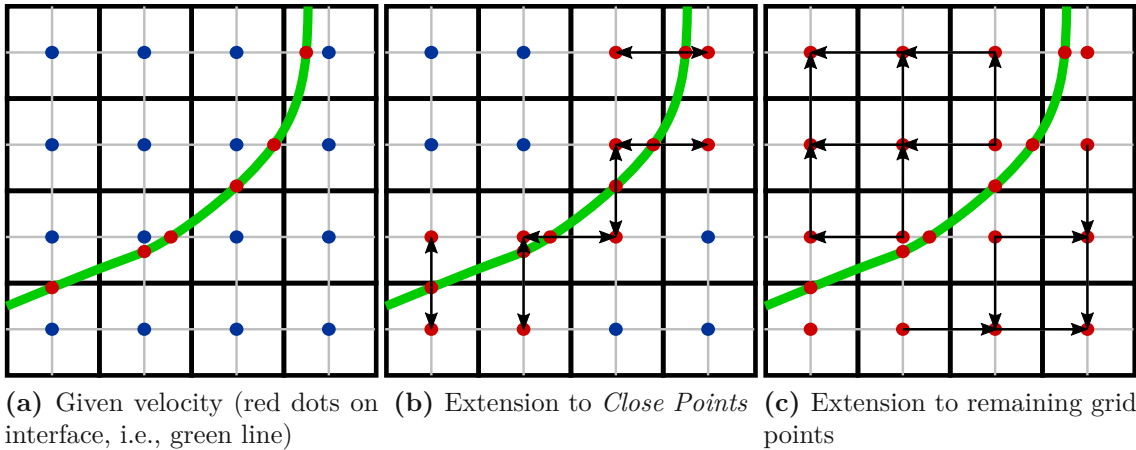 (a) Given velocity (red dots on interface, i.e., green line)
(b) Extension to Close Points
(c) Extension to remaining grid points